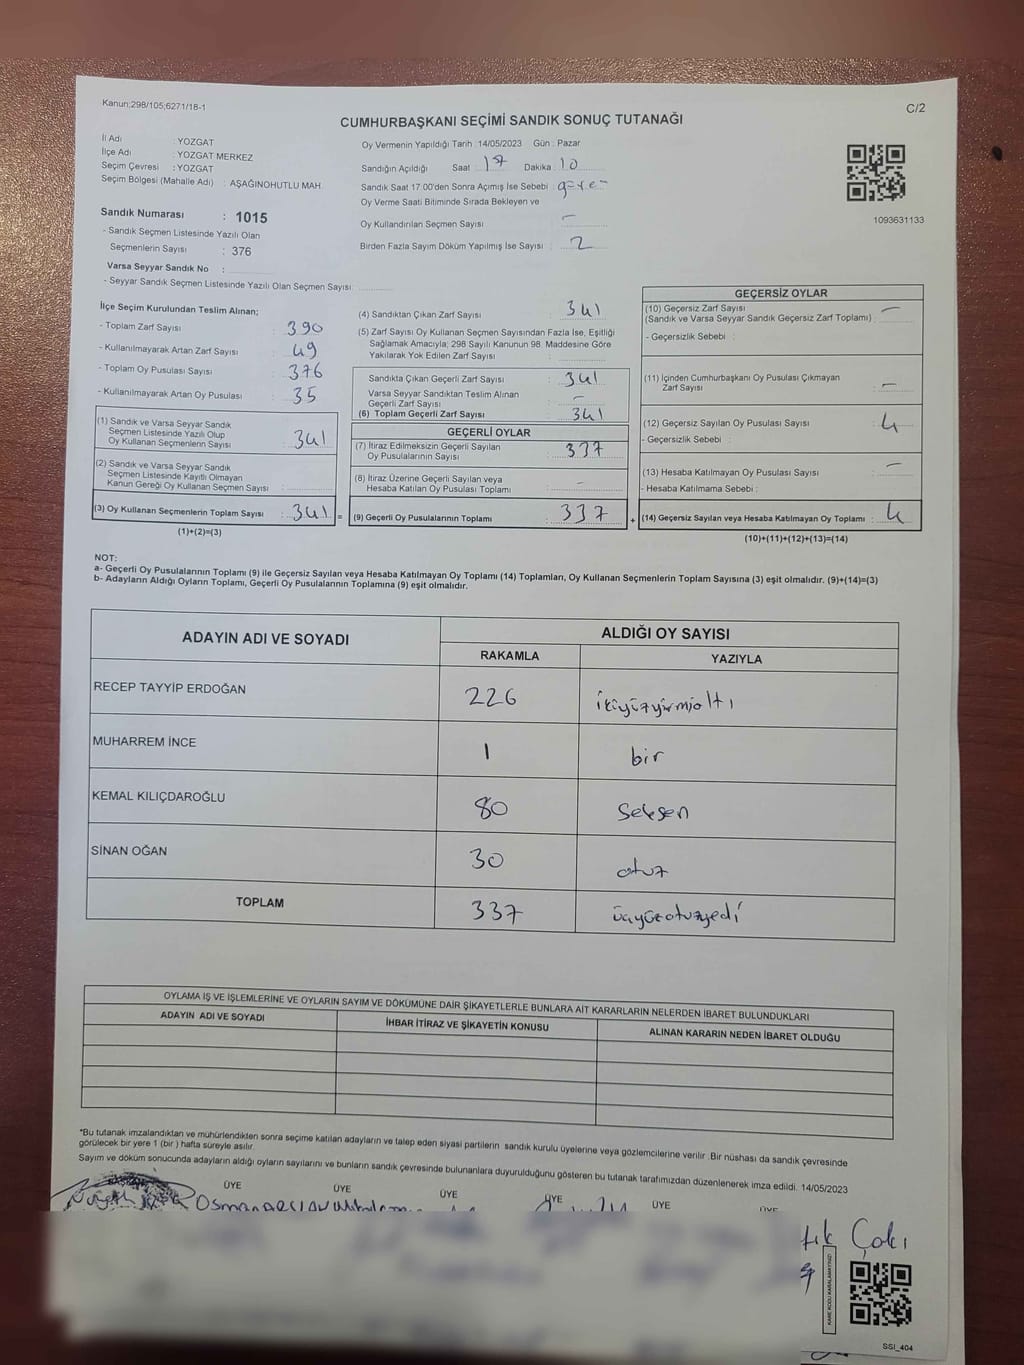 Kanun;298/105;6271/18-1
C/2
CUMHURBAŞKANI SEÇİMİ SANDIK SONUÇ TUTANAĞI
İl Adı : YOZGAT
İlçe Adı : YOZGAT MERKEZ
Seçim Çevresi : YOZGAT
Seçim Bölgesi (Mahalle Adı) : AŞAĞINOHUTLU MAH.
Sandık Numarası : 1015
- Sandık Seçmen Listesinde Yazılı Olan
Seçmenlerin Sayısı : 376
Varsa Seyyar Sandık No :
- Seyyar Sandık Seçmen Listesinde Yazılı Olan Seçmen Sayısı:
Oy Vermenin Yapıldığı Tarih : 14/05/2023 Gün : Pazar
Sandığın Açıldığı Saat : 17 Dakika : 10
Sandık Saat 17.00'den Sonra Açımış İse Sebebi :
Oy Verme Saati Bitiminde Sırada Bekleyen ve
Oy Kullandırılan Seçmen Sayısı : —
Birden Fazla Sayım Döküm Yapılmış İse Sayısı : 2
1093631133
İlçe Seçim Kurulundan Teslim Alınan;
- Toplam Zarf Sayısı : 390
- Kullanılmayarak Artan Zarf Sayısı : 49
- Toplam Oy Pusulası Sayısı : 376
- Kullanılmayarak Artan Oy Pusulası : 35
(1) Sandık ve Varsa Seyyar Sandık
Seçmen Listesinde Yazılı Olup
Oy Kullanan Seçmenlerin Sayısı : 341
(2) Sandık ve Varsa Seyyar Sandık
Seçmen Listesinde Kayıtlı Olmayan
Kanun Gereği Oy Kullanan Seçmen Sayısı :
(3) Oy Kullanan Seçmenlerin Toplam Sayısı : 341 =
(1)+(2)=(3)
(4) Sandıktan Çıkan Zarf Sayısı : 341
(5) Zarf Sayısı Oy Kullanan Seçmen Sayısından Fazla İse, Eşitliği
Sağlamak Amacıyla; 298 Sayılı Kanunun 98. Maddesine Göre
Yakılarak Yok Edilen Zarf Sayısı :
Sandıkta Çıkan Geçerli Zarf Sayısı : 341
Varsa Seyyar Sandıktan Teslim Alınan
Geçerli Zarf Sayısı : —
(6) Toplam Geçerli Zarf Sayısı : 341
GEÇERLİ OYLAR
(7) İtiraz Edilmeksizin Geçerli Sayılan
Oy Pusulalarının Sayısı : 337
(8) İtiraz Üzerine Geçerli Sayılan veya
Hesaba Katılan Oy Pusulası Toplamı : -
(9) Geçerli Oy Pusulalarının Toplamı : 337 +
GEÇERSİZ OYLAR
(10) Geçersiz Zarf Sayısı
(Sandık ve Varsa Seyyar Sandık Geçersiz Zarf Toplamı) : —
- Geçersizlik Sebebi :
(11) İçinden Cumhurbaşkanı Oy Pusulası Çıkmayan
Zarf Sayısı : —
(12) Geçersiz Sayılan Oy Pusulası Sayısı : 4
- Geçersizlik Sebebi :
(13) Hesaba Katılmayan Oy Pusulası Sayısı : —
- Hesaba Katılmama Sebebi :
(14) Geçersiz Sayılan veya Hesaba Katılmayan Oy Toplamı : 4
(10)+(11)+(12)+(13)=(14)
NOT:
a- Geçerli Oy Pusulalarının Toplamı (9) ile Geçersiz Sayılan veya Hesaba Katılmayan Oy Toplamı (14) Toplamları, Oy Kullanan Seçmenlerin Toplam Sayısına (3) eşit olmalıdır. (9)+(14)=(3)
b- Adayların Aldığı Oyların Toplamı, Geçerli Oy Pusulalarının Toplamına (9) eşit olmalıdır.
ADAYIN ADI VE SOYADI ALDIĞI OY SAYISI
RAKAMLA YAZIYLA
RECEP TAYYİP ERDOĞAN 226 ikiyüzyirmialtı
MUHARREM İNCE 1 bir
KEMAL KILIÇDAROĞLU 80 seksen
SİNAN OĞAN 30 otuz
TOPLAM 337 üçyüzotuzyedi
OYLAMA İŞ VE İŞLEMLERİNE VE OYLARIN SAYIM VE DÖKÜMÜNE DAİR ŞİKAYETLERLE BUNLARA AİT KARARLARIN NELERDEN İBARET BULUNDUKLARI
ADAYIN ADI VE SOYADI İHBAR İTİRAZ VE ŞİKAYETİN KONUSU ALINAN KARARIN NEDEN İBARET OLDUĞU
*Bu tutanak imzalandıktan ve mühürlendikten sonra seçime katılan adayların ve talep eden siyasi partilerin sandık kurulu üyelerine veya gözlemcilerine verilir .Bir nüshası da sandık çevresinde
görülecek bir yere 1 (bir ) hafta süreyle asılır.
Sayım ve döküm sonucunda adayların aldığı oyların sayılarını ve bunların sandık çevresinde bulunanlara duyurulduğunu gösteren bu tutanak tarafımızdan düzenlenerek imza edildi. 14/05/2023
ÜYE ÜYE ÜYE ÜYE ÜYE ÜYE
Çakı
KARE KODU KARALAMAYINIZ!
SSI_404